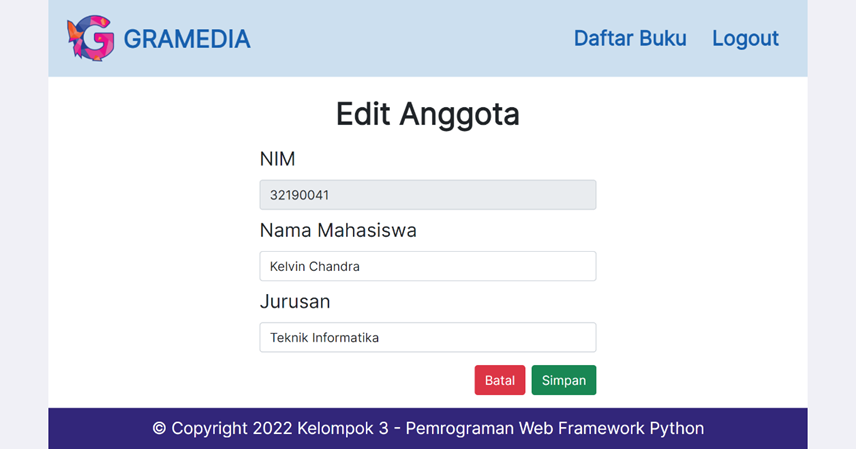 GRAMEDIA
Daftar Buku Logout
Edit Anggota
NIM
32190041
Nama Mahasiswa
Kelvin Chandra
Jurusan
Teknik Informatika
Batal Simpan
© Copyright 2022 Kelompok 3 - Pemrograman Web Framework Python